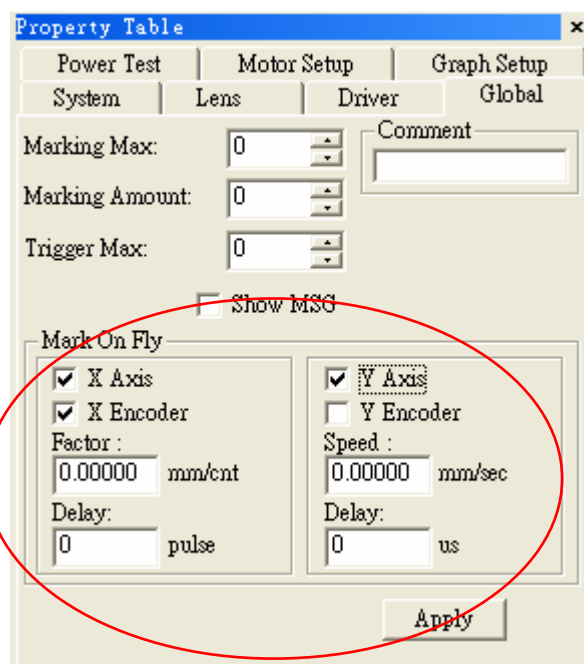 Property Table x
Power Test Motor Setup Graph Setup
System Lens Driver Global
Marking Max: 0 Comment
Marking Amount: 0
Trigger Max: 0
Show MSG
Mark On Fly
X Axis Y Axis
X Encoder Y Encoder
Factor : Speed :
0.00000 mm/cnt 0.00000 mm/sec
Delay: Delay:
0 pulse 0 us
Apply